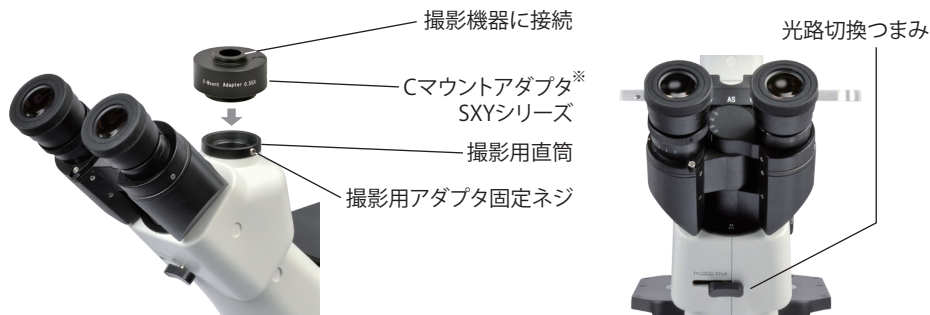 撮影機器に接続
C-Mount Adapter 0.35X
Cマウントアダプタ※
SXYシリーズ
撮影用直筒
撮影用アダプタ固定ネジ
光路切換つまみ
AS